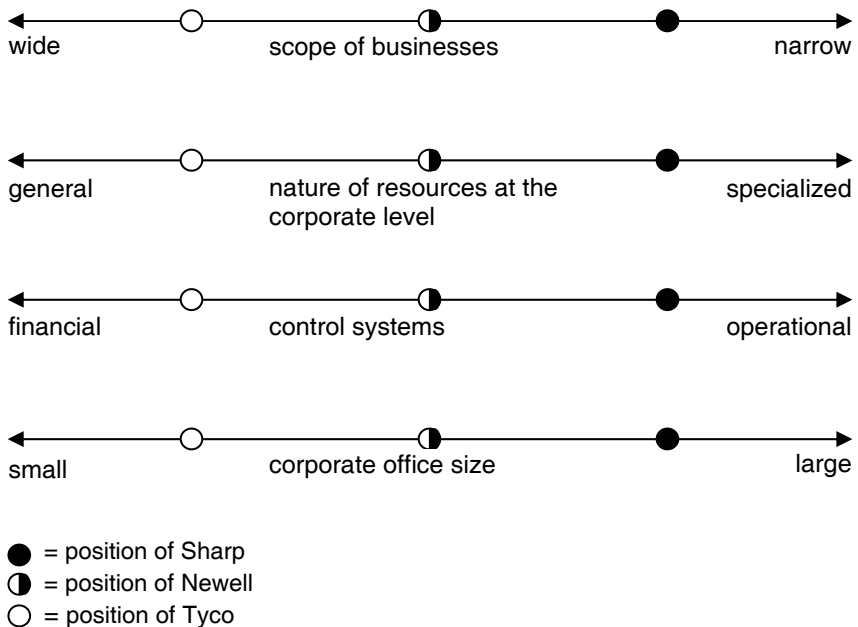 wide scope of businesses narrow
general nature of resources at the specialized
corporate level
financial control systems operational
small corporate office size large
= position of Sharp
= position of Newell
= position of Tyco